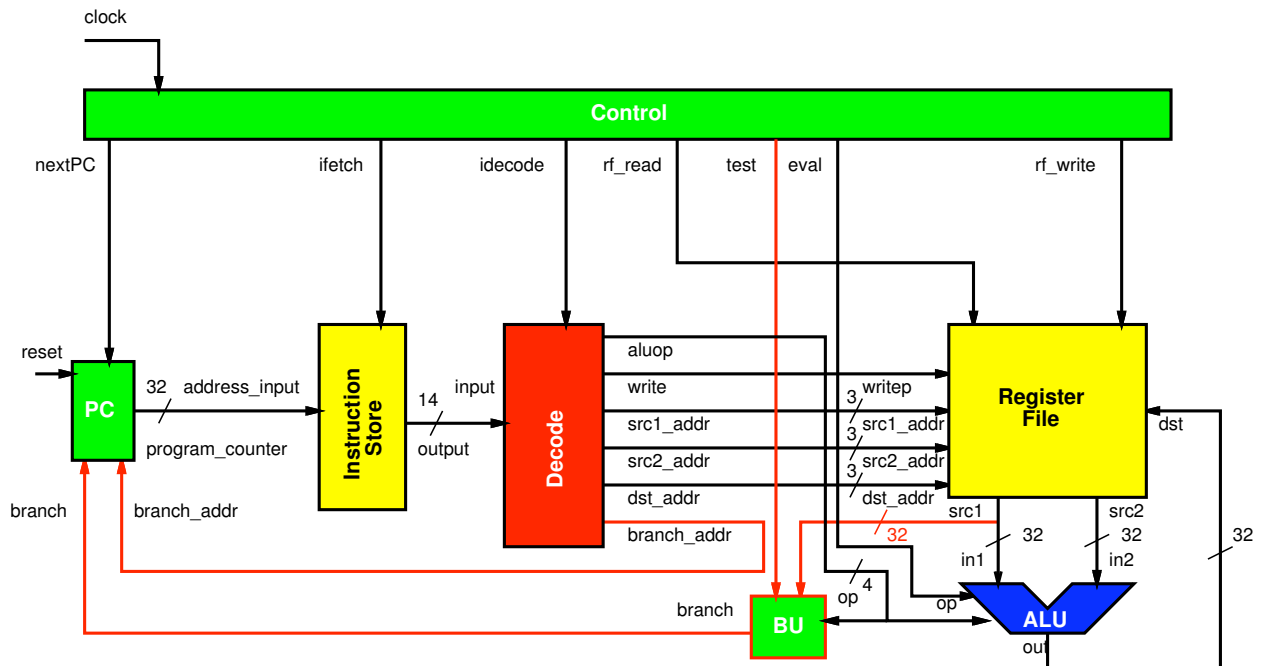 clock
Control
nextPC
ifetch
idecode
rf_read
test
eval
rf_write
reset
PC
32
address_input
program_counter
Instruction
Store
14
input
output
Decode
aluop
write
writep
3
src1_addr
src1_addr
3
src2_addr
src2_addr
3
dst_addr
dst_addr
branch_addr
Register
File
dst
branch
branch_addr
src1
src2
32
32
32
32
in1
in2
op
4
op
branch
BU
ALU
out